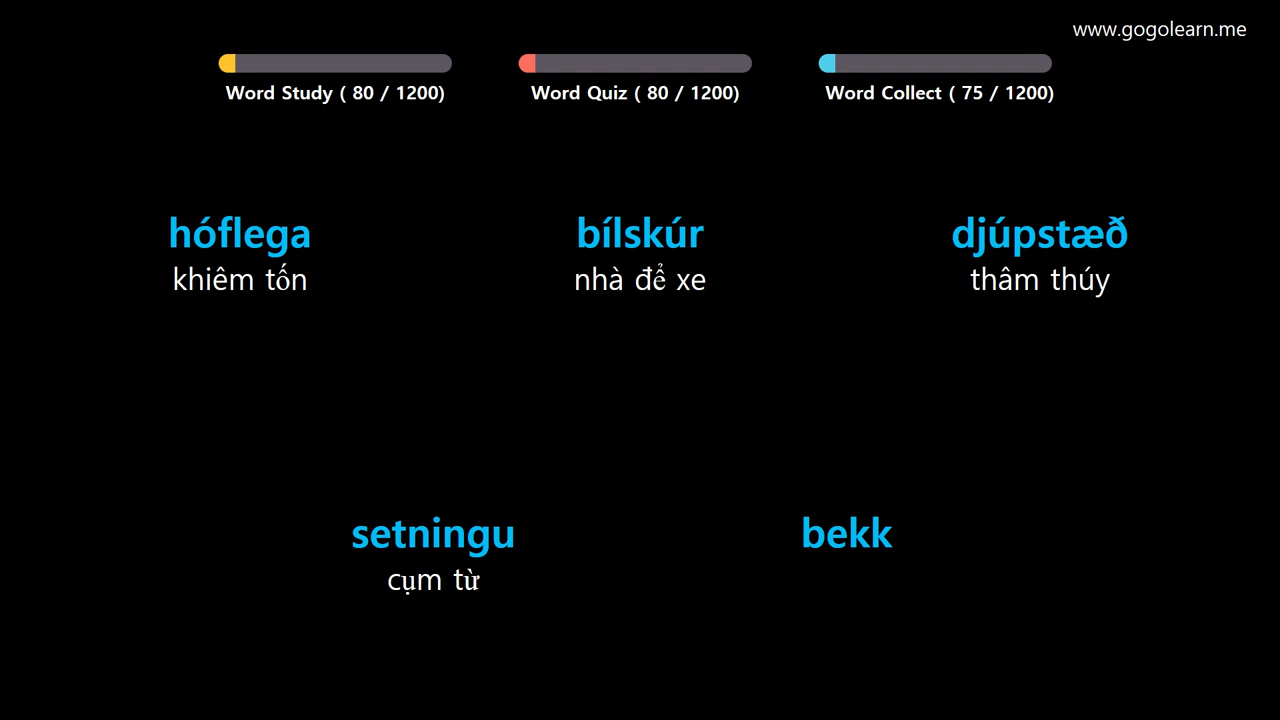 www.gogolearn.me
Word Study ( 80 / 1200)
Word Quiz ( 80 / 1200)
Word Collect ( 75 / 1200)
hóflega
khiêm tốn
bílskúr
nhà để xe
djúpstæð
thâm thúy
setningu
cụm từ
bekk